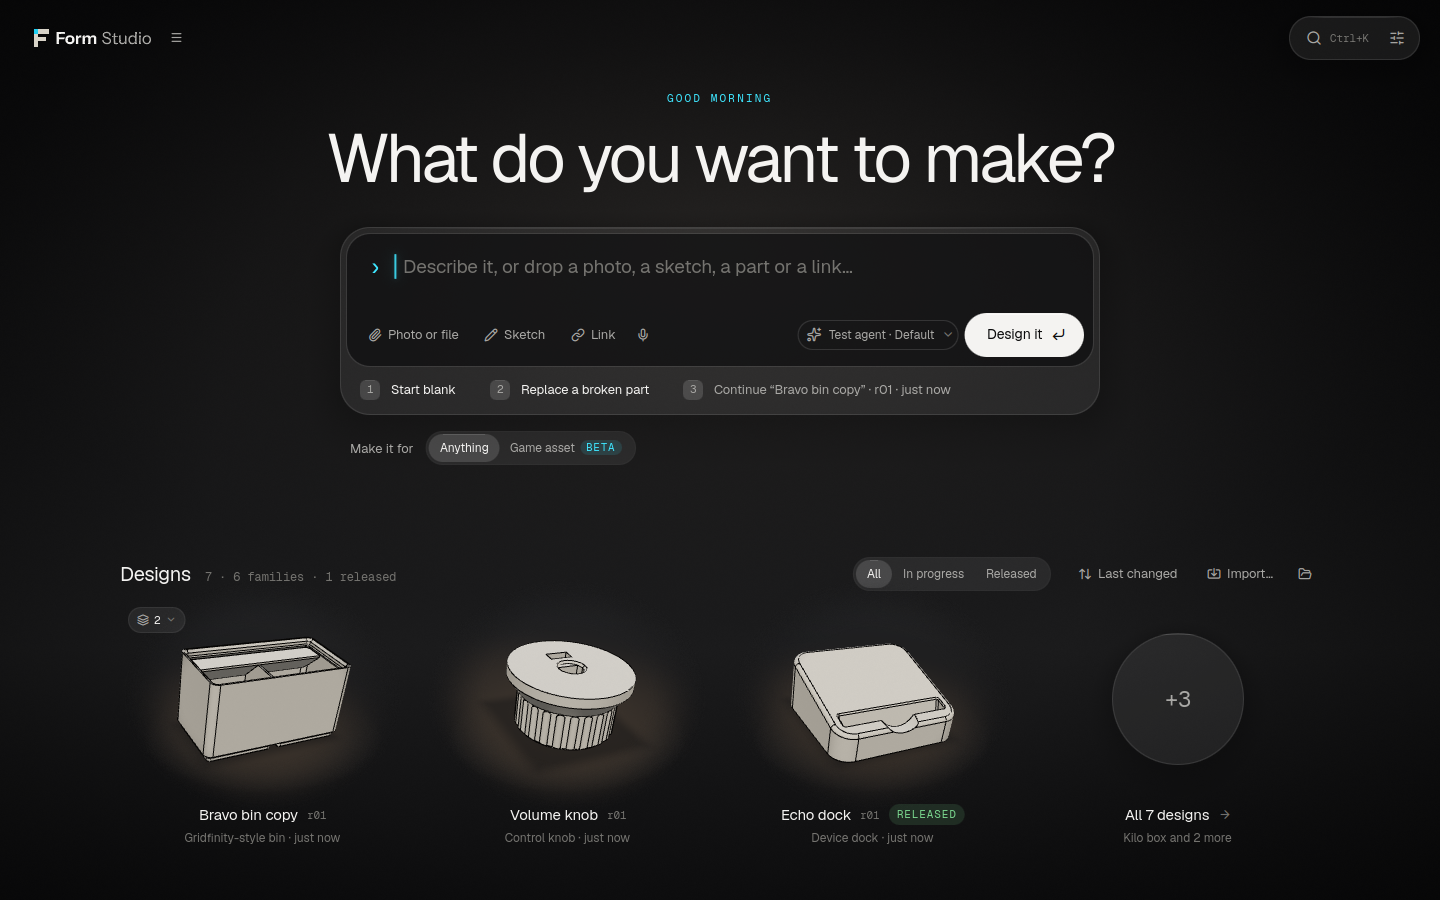 Form Studio
Ctrl+K
GOOD MORNING
What do you want to make?
Describe it, or drop a photo, a sketch, a part or a link…
Photo or file
Sketch
Link
Test agent · Default
Design it
1 Start blank
2 Replace a broken part
3 Continue “Bravo bin copy” · r01 · just now
Make it for
Anything
Game asset BETA
Designs 7 · 6 families · 1 released
All
In progress
Released
Last changed
Import…
2
+3
Bravo bin copy r01
Gridfinity-style bin · just now
Volume knob r01
Control knob · just now
Echo dock r01 RELEASED
Device dock · just now
All 7 designs
Kilo box and 2 more